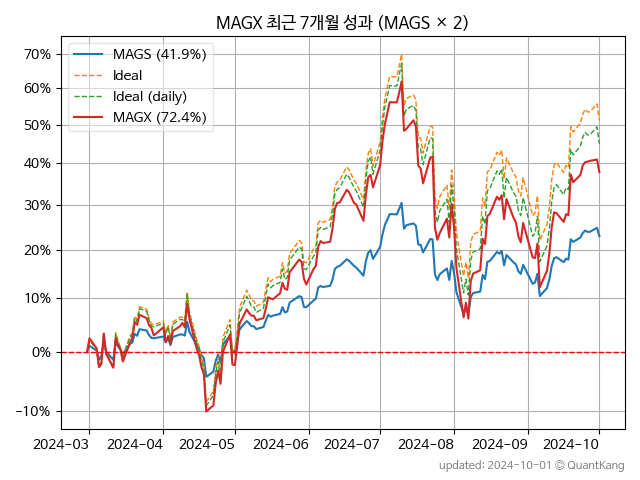 MAGX 최근 7개월 성과 (MAGS × 2)
MAGS (41.9%)
Ideal
Ideal (daily)
MAGX (72.4%)
70%
60%
50%
40%
30%
20%
10%
0%
−10%
2024-03 2024-04 2024-05 2024-06 2024-07 2024-08 2024-09 2024-10
updated: 2024-10-01 © QuantKang